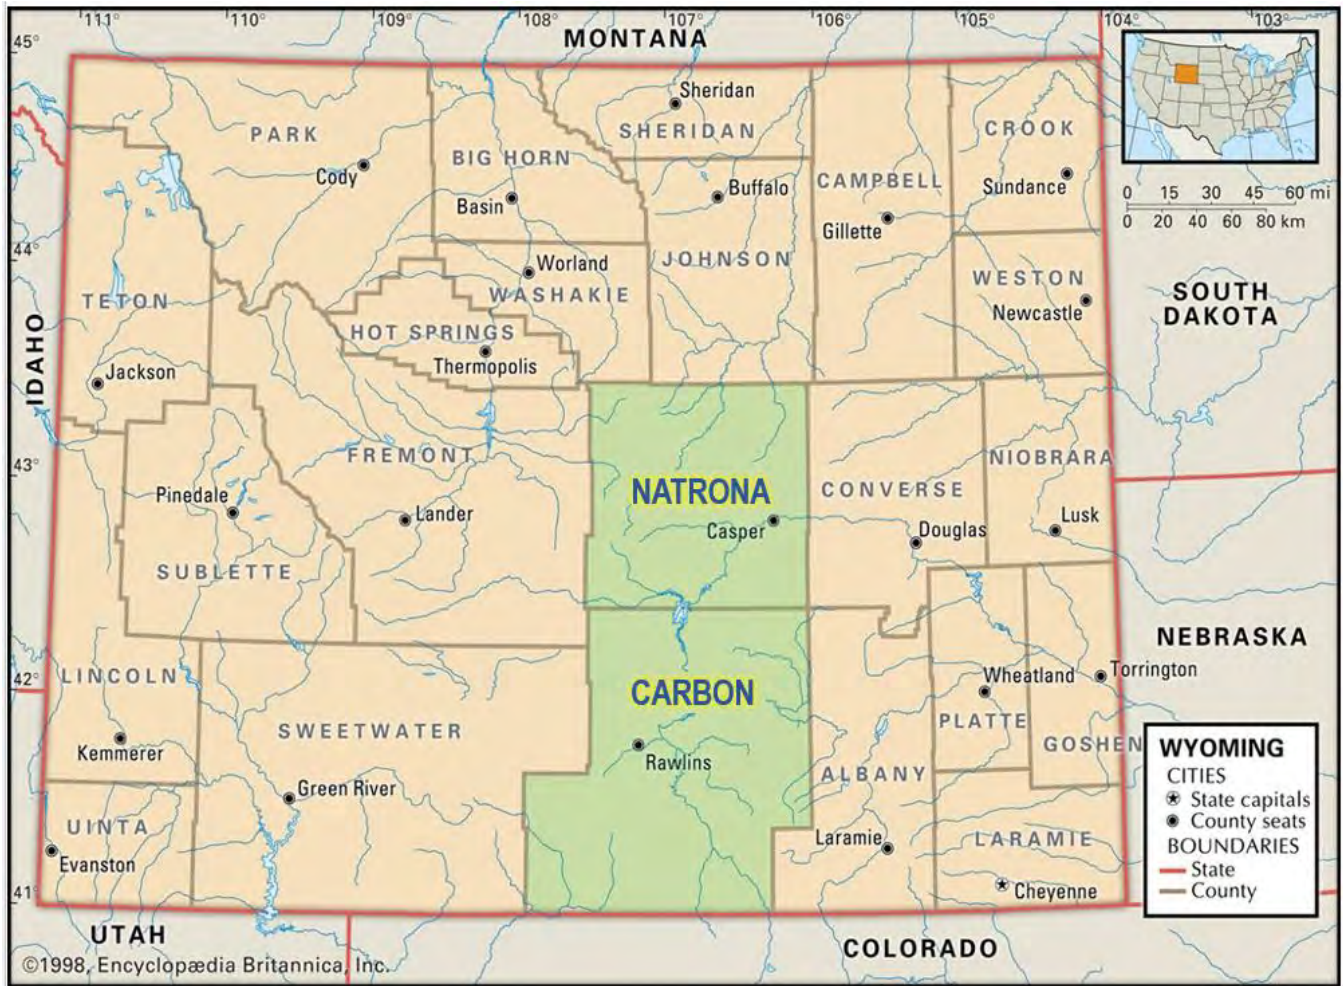 111°
110°
109°
108°
107°
106°
105°
104°
103°
45°
MONTANA
Sheridan
SHERIDAN
PARK
CROOK
BIG HORN
Cody
Sundance
Buffalo
CAMPBELL
Basin
Gillette
0 15 30 45 60 mi
0 20 40 60 80 km
44°
JOHNSON
Worland
WASHAKIE
WESTON
Newcastle
TETON
SOUTH
DAKOTA
HOT SPRINGS
Thermopolis
IDAHO
Jackson
43°
FREMONT
NIOBRARA
NATRONA
CONVERSE
Pinedale
Lander
Casper
Douglas
Lusk
SUBLETTE
NEBRASKA
42°
LINCOLN
CARBON
Wheatland
Torrington
PLATTE
SWEETWATER
GOSHEN
Kemmerer
Rawlins
ALBANY
Green River
UINTA
Evanston
Laramie
LARAMIE
Cheyenne
41°
WYOMING
CITIES
State capitals
County seats
BOUNDARIES
State
County
UTAH
COLORADO
©1998, Encyclopædia Britannica, Inc.